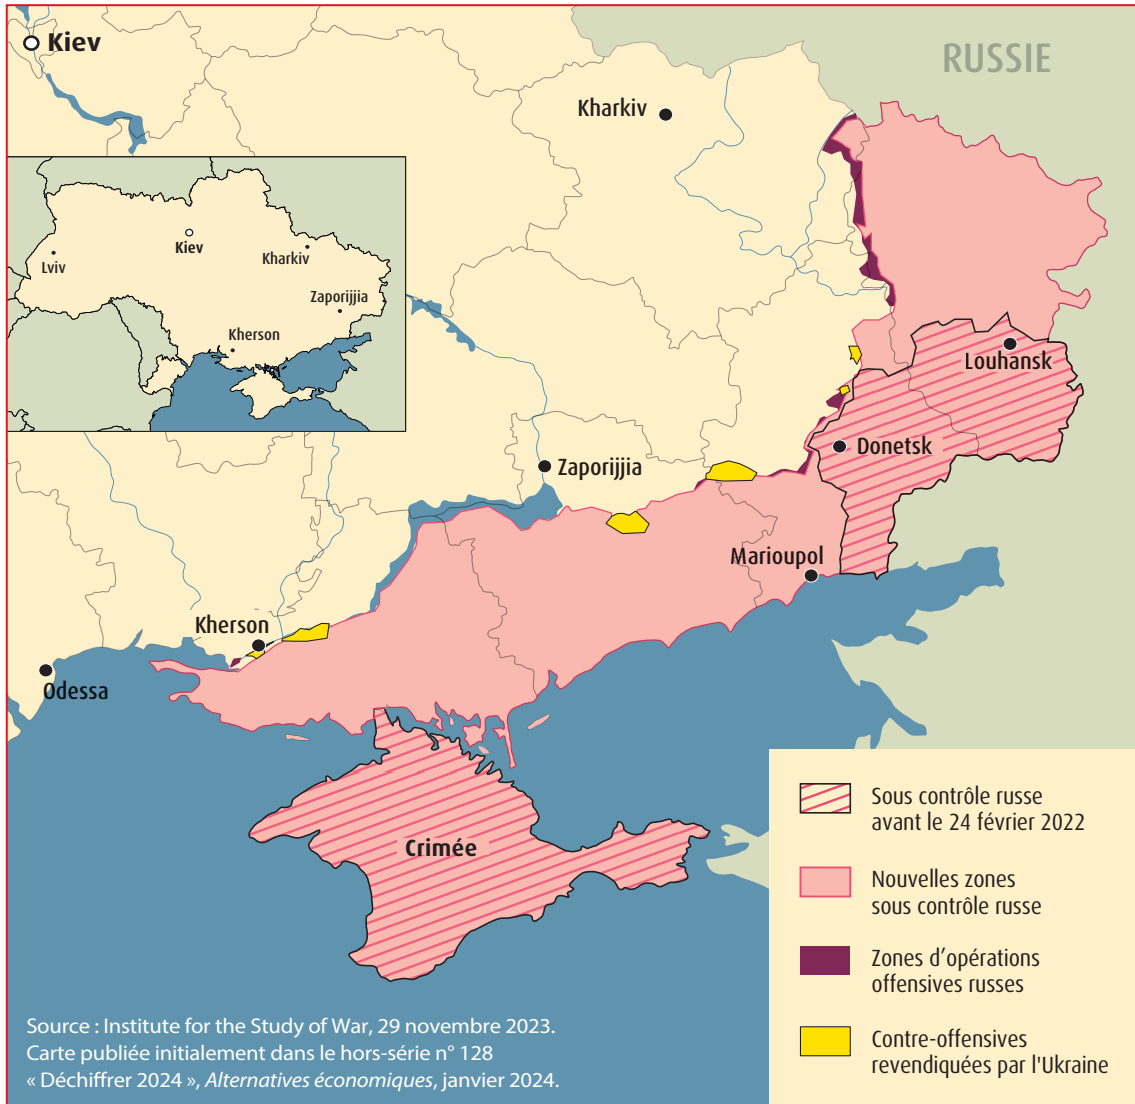 Kiev
RUSSIE
Kharkiv
Kiev
Lviv
Kharkiv
Zaporijjia
Kherson
Louhansk
Donetsk
Zaporijjia
Marioupol
Kherson
Odessa
Crimée
Sous contrôle russe
avant le 24 février 2022
Nouvelles zones
sous contrôle russe
Zones d’opérations
offensives russes
Contre-offensives
revendiquées par l'Ukraine
Source : Institute for the Study of War, 29 novembre 2023.
Carte publiée initialement dans le hors-série n° 128
« Déchiffrer 2024 », Alternatives économiques, janvier 2024.